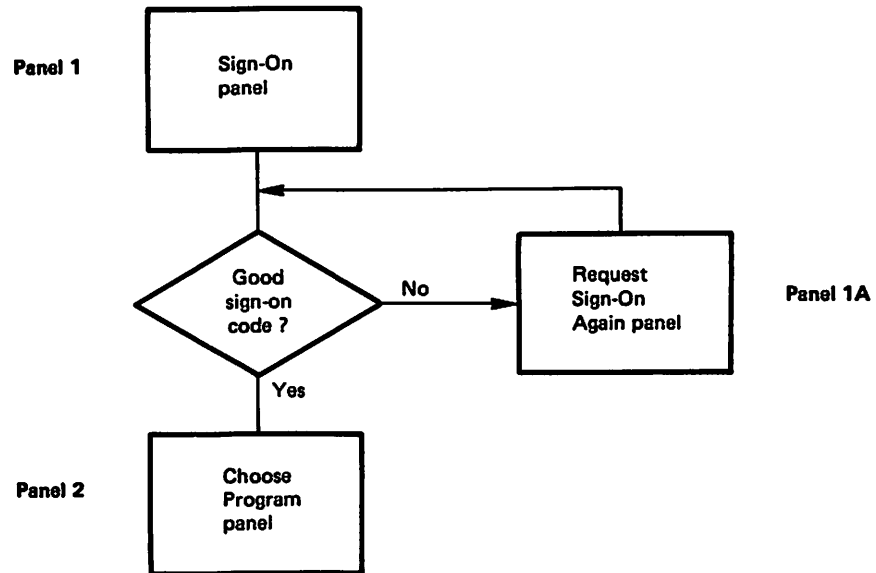 Panel 1
Sign-On
panel
Good
sign-on
code ?
No
Request
Sign-On
Again panel
Panel 1A
Yes
Panel 2
Choose
Program
panel